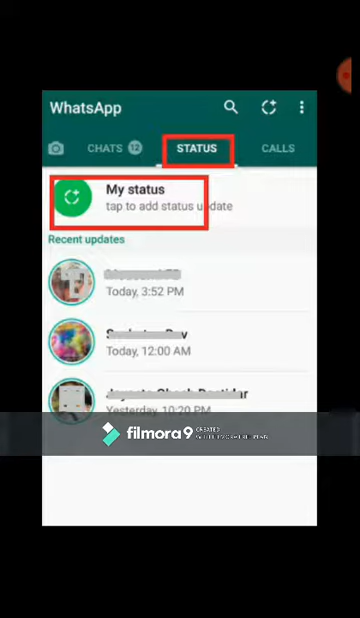 WhatsApp
CHATS 12 STATUS CALLS
My status
tap to add status update
Recent updates
Today, 3:52 PM
Today, 12:00 AM
Yesterday, 10:20 PM
filmora9
CREATED